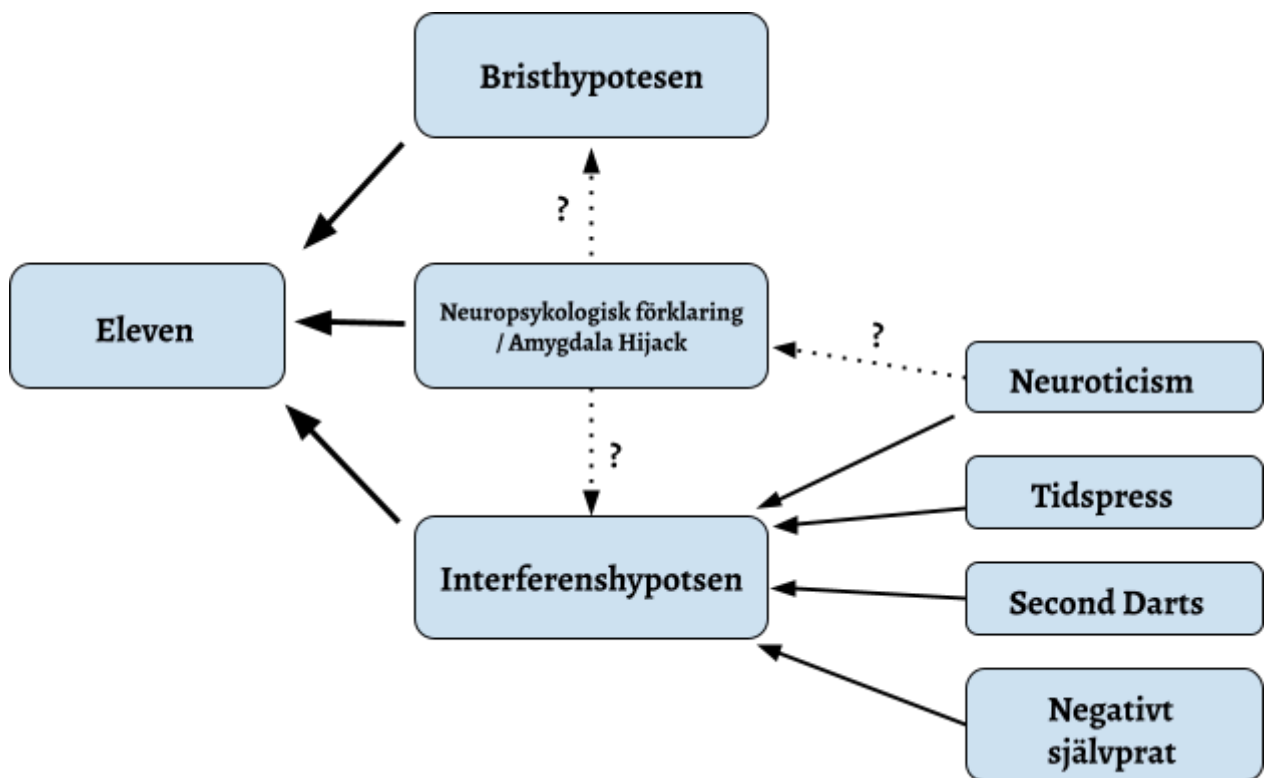 Bristhypotesen
?
Eleven
Neuropsykologisk förklaring
/ Amygdala Hijack
?
Neuroticism
?
Tidspress
Interferenshypotsen
Second Darts
Negativt
självprat